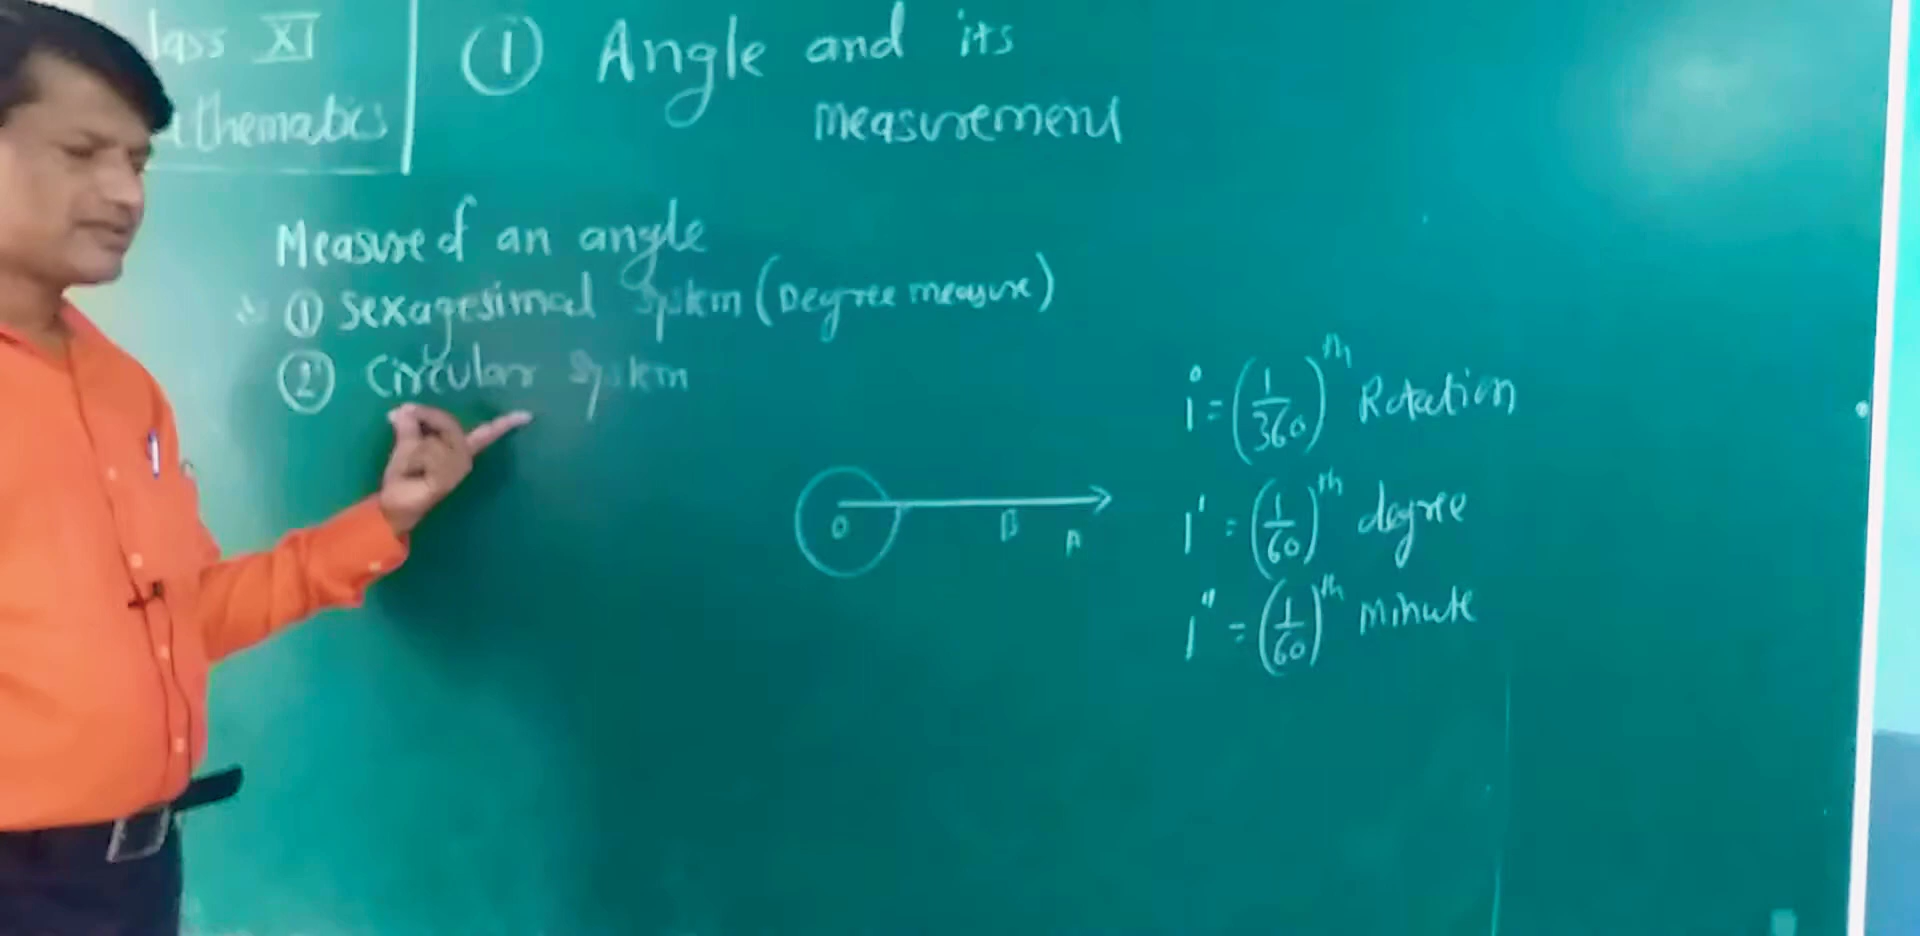 lass XI
athematics
① Angle and its
measurement
Measure of an angle
① Sexagesimal system (Degree measure)
② Circular system
1° = (1/360)th Rotation
O B A
1' = (1/60)th degree
1" = (1/60)th minute